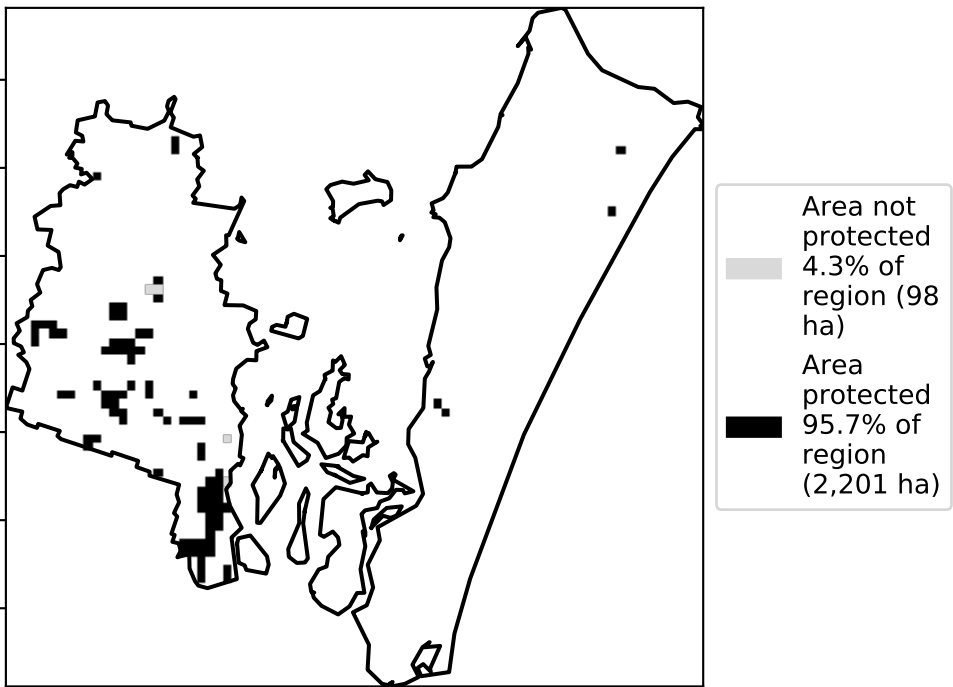 Area not
protected
4.3% of
region (98
ha)
Area
protected
95.7% of
region
(2,201 ha)